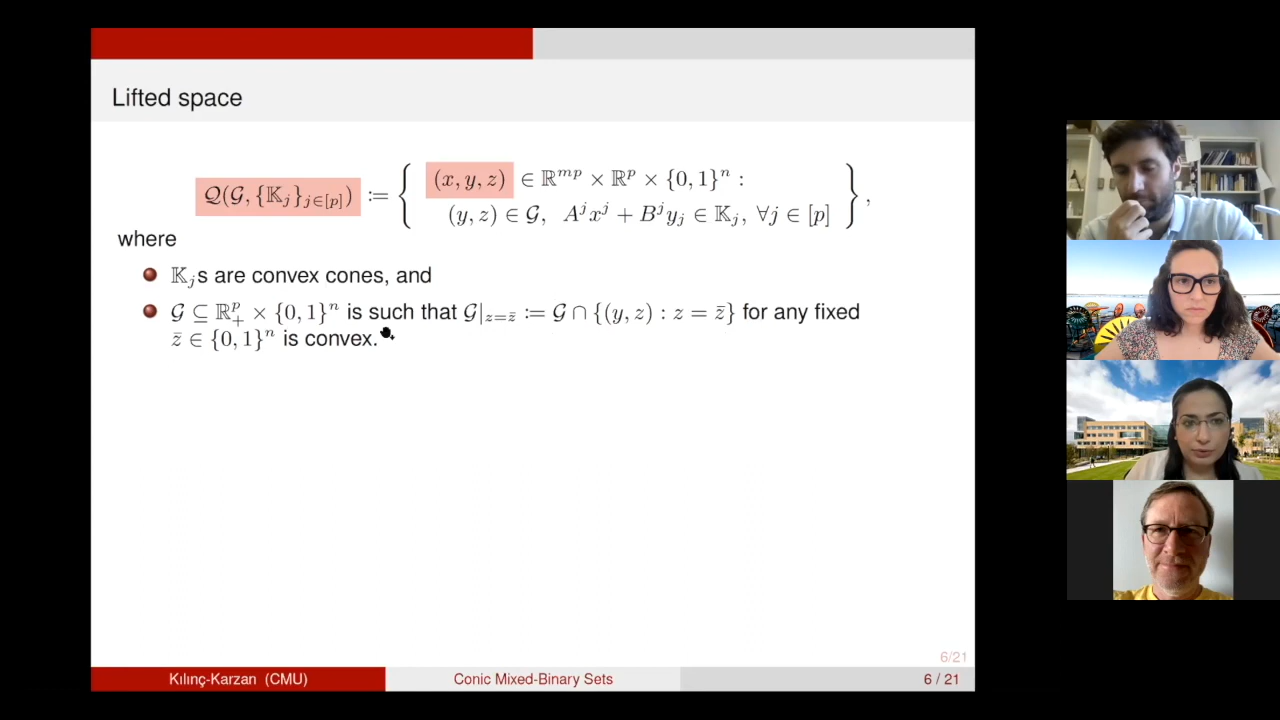 Lifted space
𝒬(𝒢, {𝕂ⱼ}_{j∈[p]}) := { (x, y, z) ∈ ℝ^{mp} × ℝ^p × {0, 1}^n :
(y, z) ∈ 𝒢, A^j x^j + B^j y_j ∈ 𝕂_j, ∀j ∈ [p] } ,
where
𝕂_j s are convex cones, and
𝒢 ⊆ ℝ^p_+ × {0, 1}^n is such that 𝒢|_{z=z̄} := 𝒢 ∩ {(y, z) : z = z̄} for any fixed
z̄ ∈ {0, 1}^n is convex.
6/21
Kılınç-Karzan (CMU) Conic Mixed-Binary Sets 6 / 21